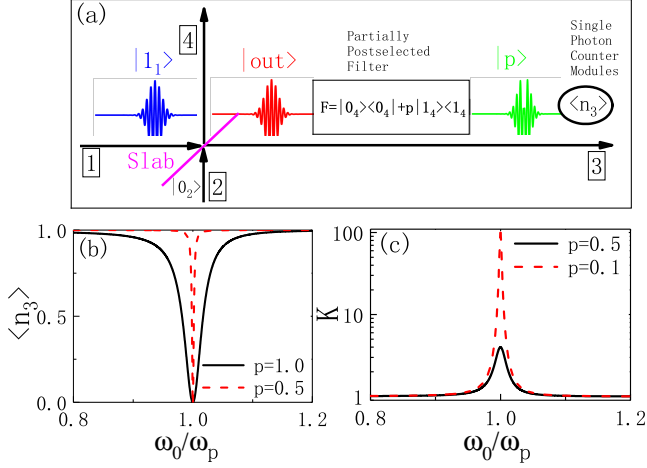 (a)
4
|1₁>
|out>
Partially
Postselected
Filter
|p>
Single
Photon
Counter
Modules
F=|0₄><0₄|+p|1₄><1₄
<n₃>
1
Slab
|0₂>
2
3
(b)
1.0
0.5
0.0
<n₃>
p=1.0
p=0.5
0.8
1.0
1.2
ω₀/ωₚ
(c)
100
10
1
K
p=0.5
p=0.1
0.8
1.0
1.2
ω₀/ωₚ